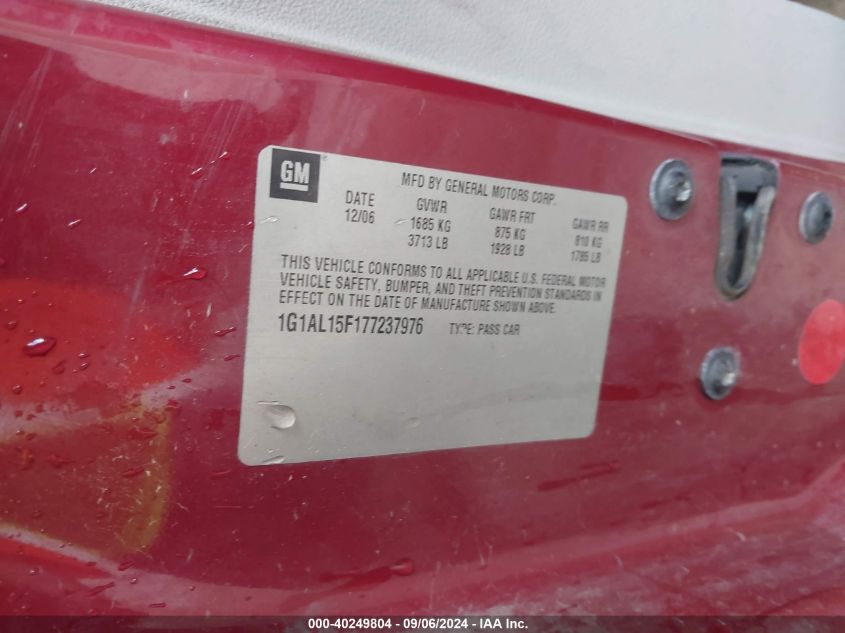 GM ®
MFD BY GENERAL MOTORS CORP.
DATE GVWR GAWR FRT GAWR RR
12/06 1685 KG 875 KG 810 KG
3713 LB 1928 LB 1785 LB
THIS VEHICLE CONFORMS TO ALL APPLICABLE U.S. FEDERAL MOTOR
VEHICLE SAFETY, BUMPER, AND THEFT PREVENTION STANDARDS IN
EFFECT ON THE DATE OF MANUFACTURE SHOWN ABOVE.
1G1AL15F177237976 TYPE: PASS CAR
000-40249804 - 09/06/2024 - IAA Inc.